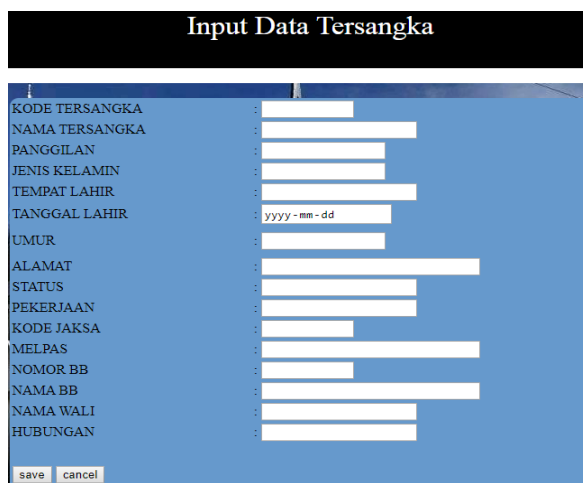 Input Data Tersangka
KODE TERSANGKA :
NAMA TERSANGKA :
PANGGILAN :
JENIS KELAMIN :
TEMPAT LAHIR :
TANGGAL LAHIR : yyyy-mm-dd
UMUR :
ALAMAT :
STATUS :
PEKERJAAN :
KODE JAKSA :
MELPAS :
NOMOR BB :
NAMA BB :
NAMA WALI :
HUBUNGAN :
save cancel